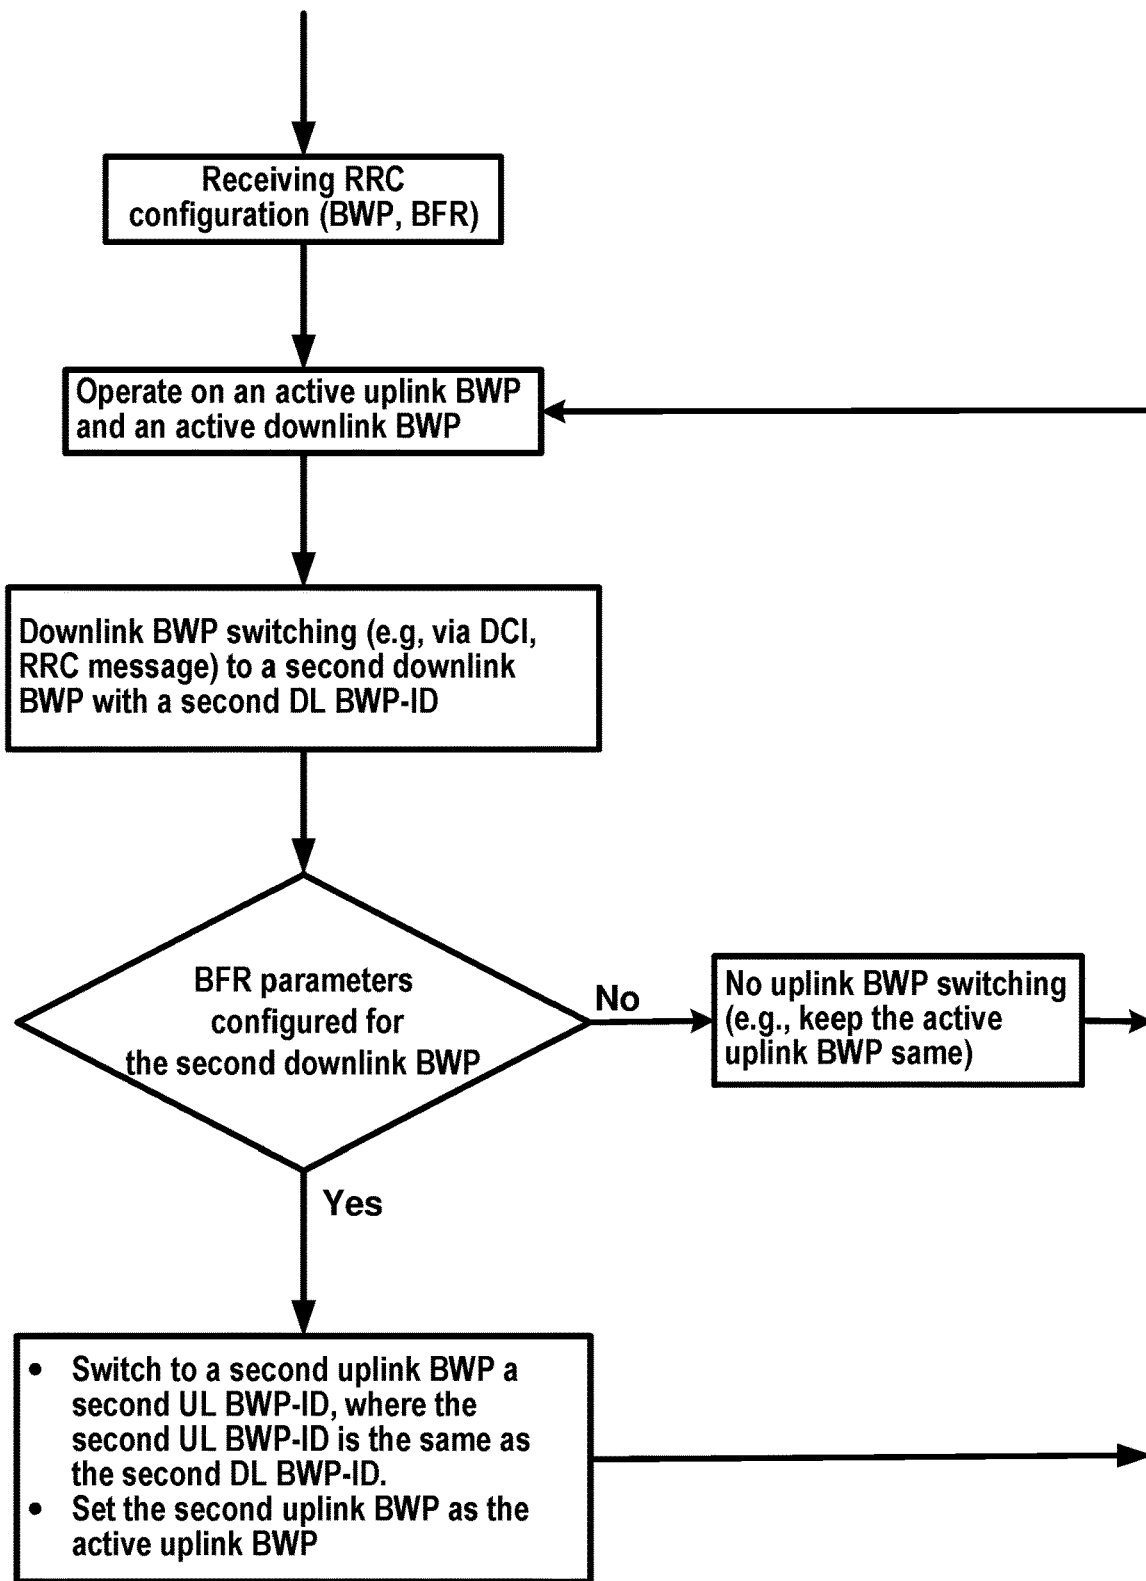 Receiving RRC
configuration (BWP, BFR)
Operate on an active uplink BWP
and an active downlink BWP
Downlink BWP switching (e.g, via DCI,
RRC message) to a second downlink
BWP with a second DL BWP-ID
BFR parameters
configured for
the second downlink BWP
No
No uplink BWP switching
(e.g., keep the active
uplink BWP same)
Yes
• Switch to a second uplink BWP a
second UL BWP-ID, where the
second UL BWP-ID is the same as
the second DL BWP-ID.
• Set the second uplink BWP as the
active uplink BWP